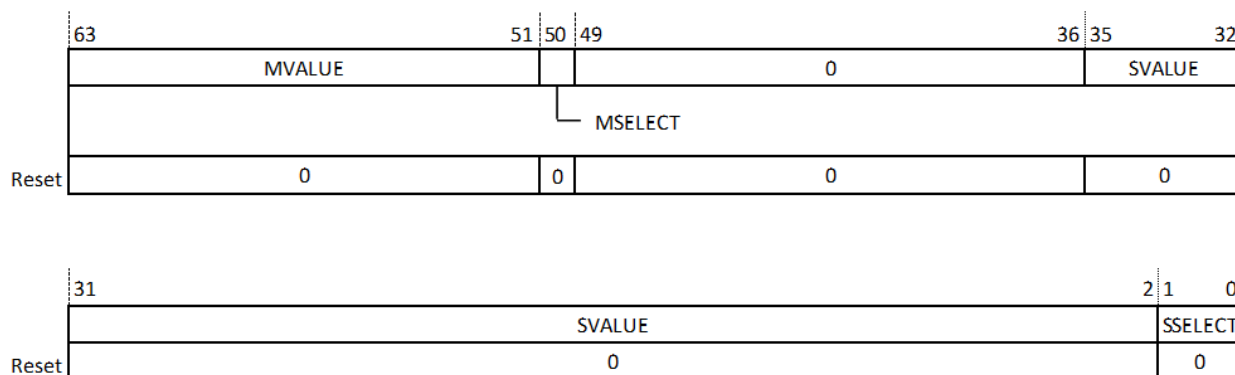 63 51 50 49 36 35 32
MVALUE 0 SVALUE
MSELECT
Reset 0 0 0 0
31 2 1 0
SVALUE SSELECT
Reset 0 0